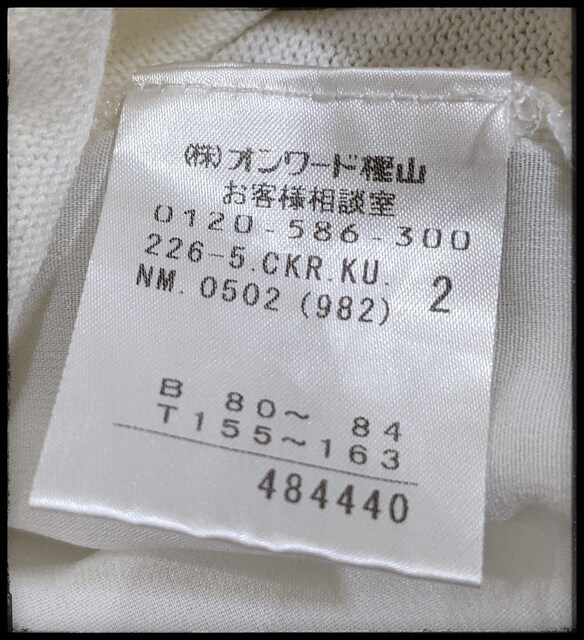 (株)オンワード樫山
お客様相談室
0120-586-300
226-5.CKR.KU. 2
NM. 0502 (982)
B 80～ 84
T155～163
484440